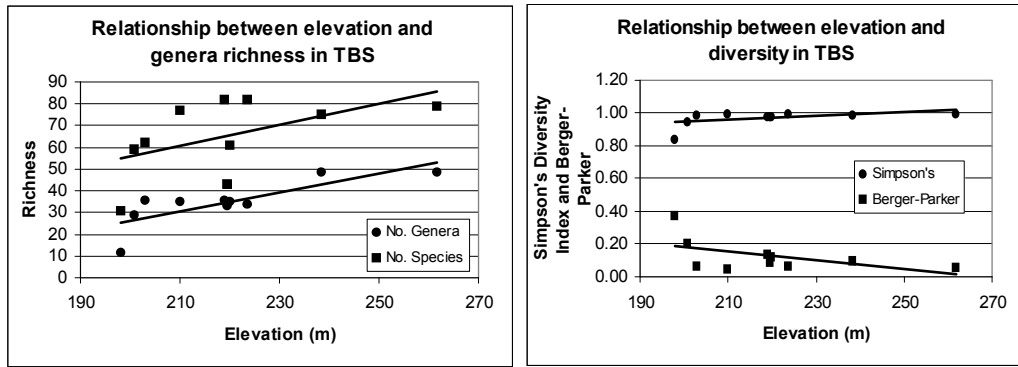 Relationship between elevation and
genera richness in TBS
Richness
90
80
70
60
50
40
30
20
10
0
No. Genera
No. Species
190 210 230 250 270
Elevation (m)
Relationship between elevation and
diversity in TBS
Simpson's Diversity
Index and Berger-
Parker
1.20
1.00
0.80
0.60
0.40
0.20
0.00
Simpson's
Berger-Parker
190 210 230 250 270
Elevation (m)